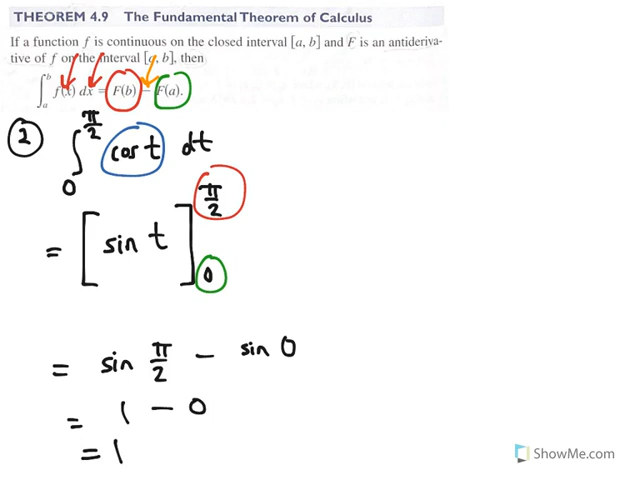 THEOREM 4.9 The Fundamental Theorem of Calculus
If a function f is continuous on the closed interval [a, b] and F is an antideriva-
tive of f on the interval [a, b], then
∫_a^b f(x) dx = F(b) − F(a).
② ∫_0^{π/2} cos t dt
= [sin t]_0^{π/2}
= sin π/2 − sin 0
= 1 − 0
= 1
ShowMe.com